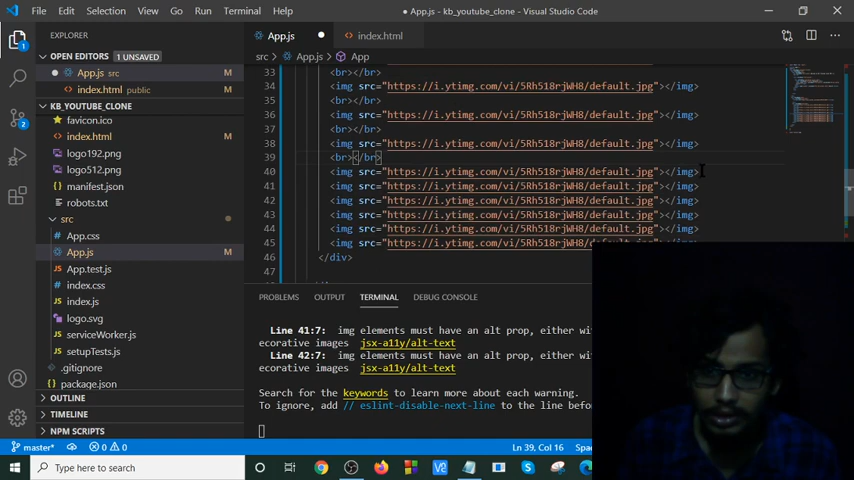 File Edit Selection View Go Run Terminal Help ● App.js - kb_youtube_clone - Visual Studio Code
EXPLORER
App.js ● index.html
OPEN EDITORS 1 UNSAVED
src > App.js > App
● App.js src M
index.html public M
KB_YOUTUBE_CLONE
favicon.ico
index.html M
logo192.png
logo512.png
manifest.json
robots.txt
src
App.css
App.js M
App.test.js
index.css
index.js
logo.svg
serviceWorker.js
setupTests.js
.gitignore
package.json
OUTLINE
TIMELINE
NPM SCRIPTS
33 <br></br>
34 <img src="https://i.ytimg.com/vi/5Rh518rjWH8/default.jpg"></img>
35 <br></br>
36 <img src="https://i.ytimg.com/vi/5Rh518rjWH8/default.jpg"></img>
37 <br></br>
38 <img src="https://i.ytimg.com/vi/5Rh518rjWH8/default.jpg"></img>
39 <br></br>
40 <img src="https://i.ytimg.com/vi/5Rh518rjWH8/default.jpg"></img>
41 <img src="https://i.ytimg.com/vi/5Rh518rjWH8/default.jpg"></img>
42 <img src="https://i.ytimg.com/vi/5Rh518rjWH8/default.jpg"></img>
43 <img src="https://i.ytimg.com/vi/5Rh518rjWH8/default.jpg"></img>
44 <img src="https://i.ytimg.com/vi/5Rh518rjWH8/default.jpg"></img>
45 <img src="https://i.ytimg.com/vi/5Rh518rjWH8/default.jpg"></img>
46 </div>
47
PROBLEMS OUTPUT TERMINAL DEBUG CONSOLE
Line 41:7: img elements must have an alt prop, either wi
ecorative images jsx-a11y/alt-text
Line 42:7: img elements must have an alt prop, either wi
ecorative images jsx-a11y/alt-text
Search for the keywords to learn more about each warning.
To ignore, add // eslint-disable-next-line to the line befor
master* 0 0 Ln 39, Col 16 Spa
Type here to search